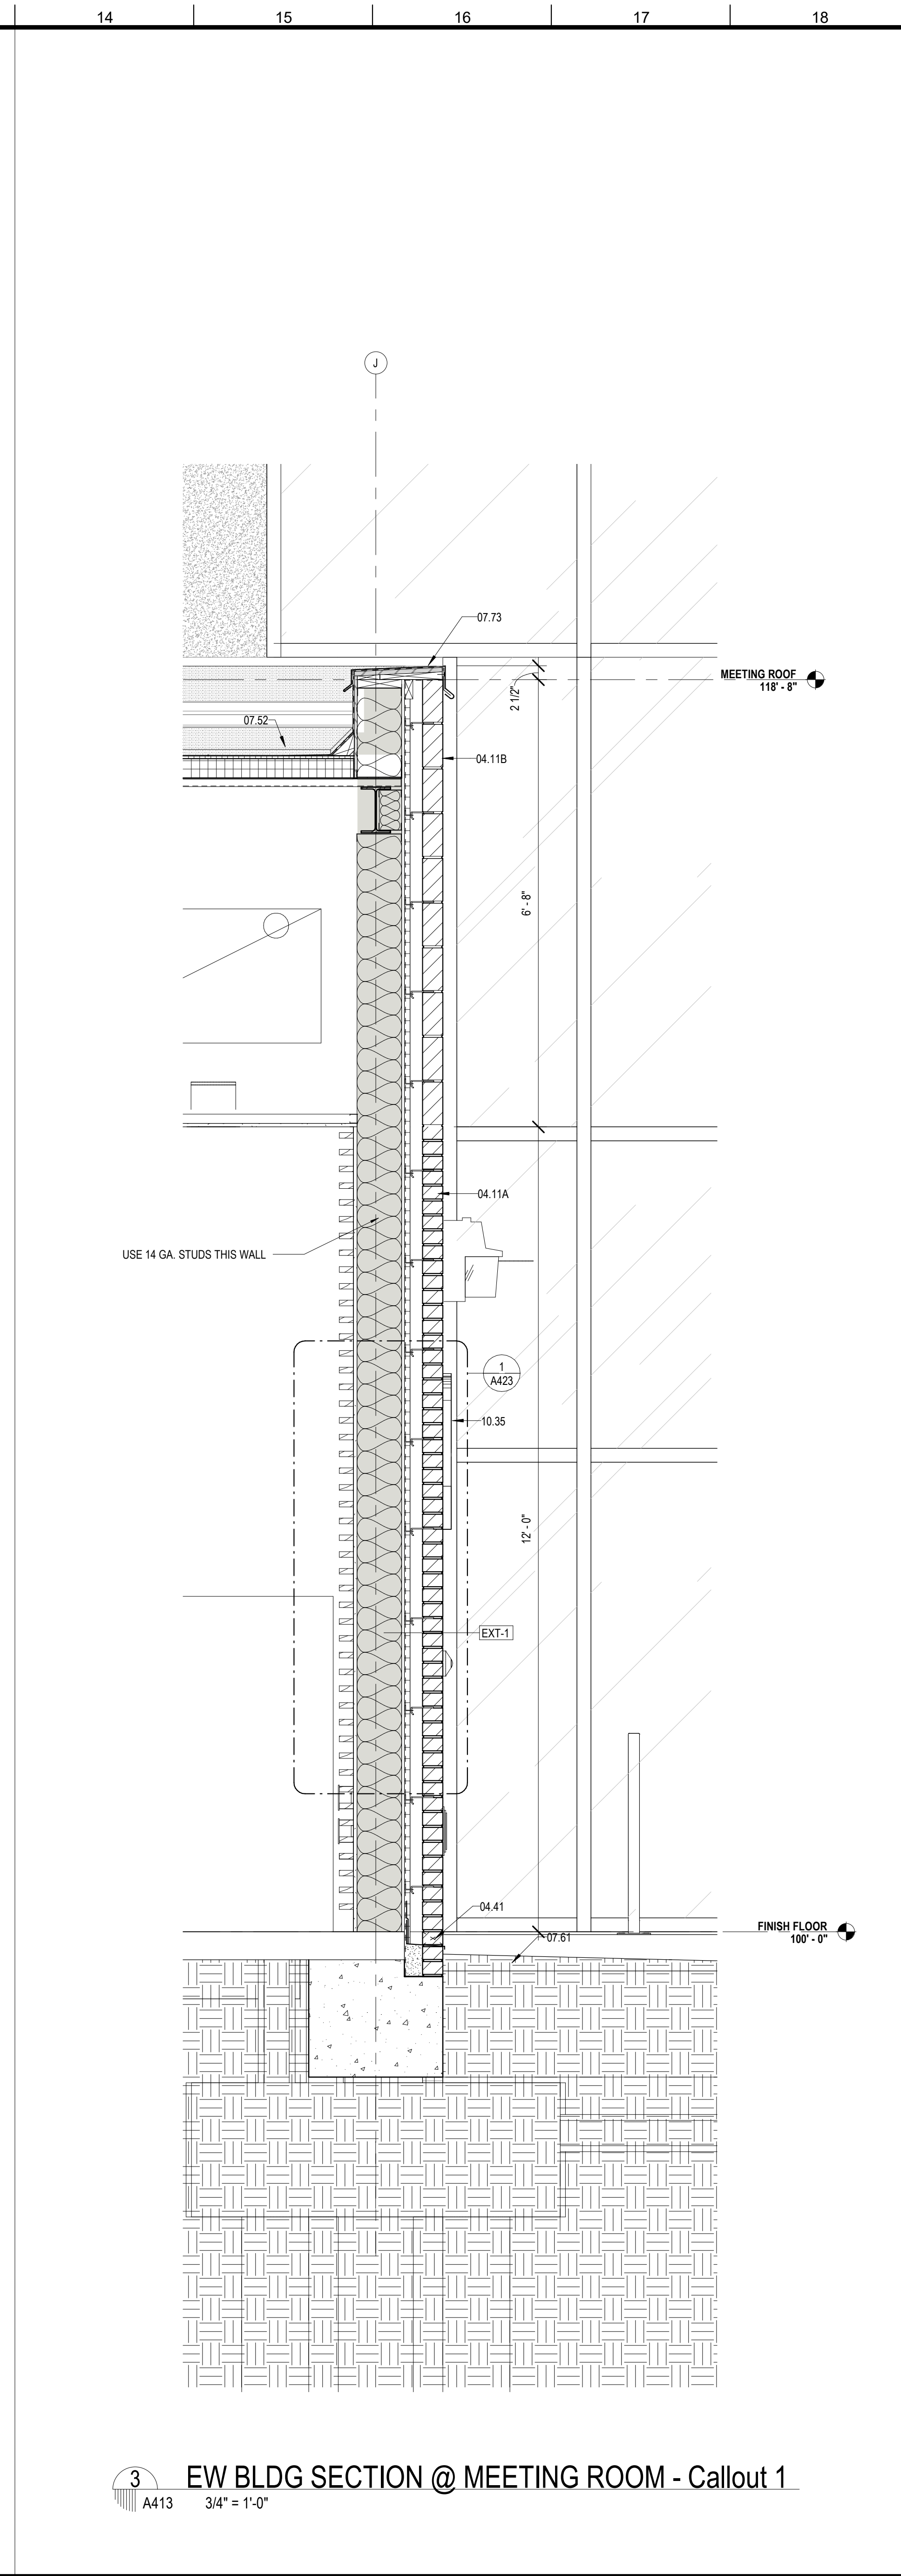 14 15 16 17 18
J
07.73
MEETING ROOF
118' - 8"
2 1/2"
07.52
04.11B
6' - 8"
04.11A
USE 14 GA. STUDS THIS WALL
1
A423
10.35
12' - 0"
EXT-1
04.41
FINISH FLOOR
100' - 0"
07.61
3 EW BLDG SECTION @ MEETING ROOM - Callout 1
A413 3/4" = 1'-0"